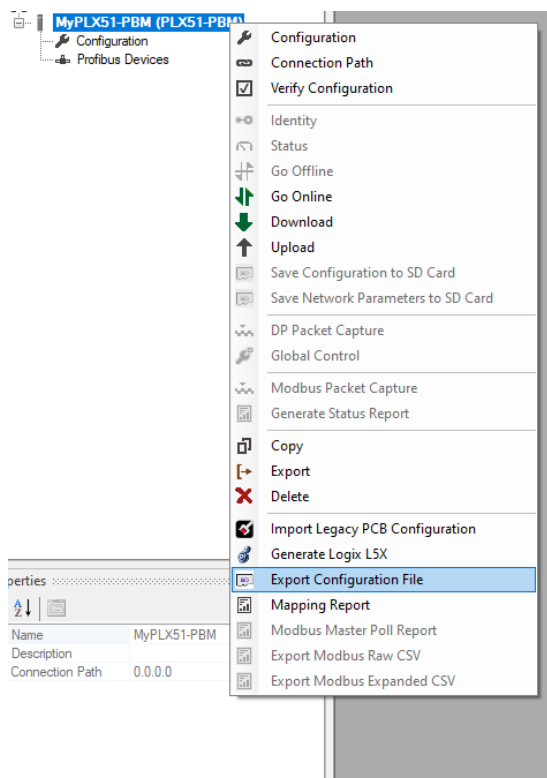 MyPLX51-PBM (PLX51-PBM)
Configuration
Profibus Devices
Configuration
Connection Path
Verify Configuration
Identity
Status
Go Offline
Go Online
Download
Upload
Save Configuration to SD Card
Save Network Parameters to SD Card
DP Packet Capture
Global Control
Modbus Packet Capture
Generate Status Report
Copy
Export
Delete
Import Legacy PCB Configuration
Generate Logix L5X
Export Configuration File
Mapping Report
Modbus Master Poll Report
Export Modbus Raw CSV
Export Modbus Expanded CSV
perties
Name MyPLX51-PBM
Description
Connection Path 0.0.0.0